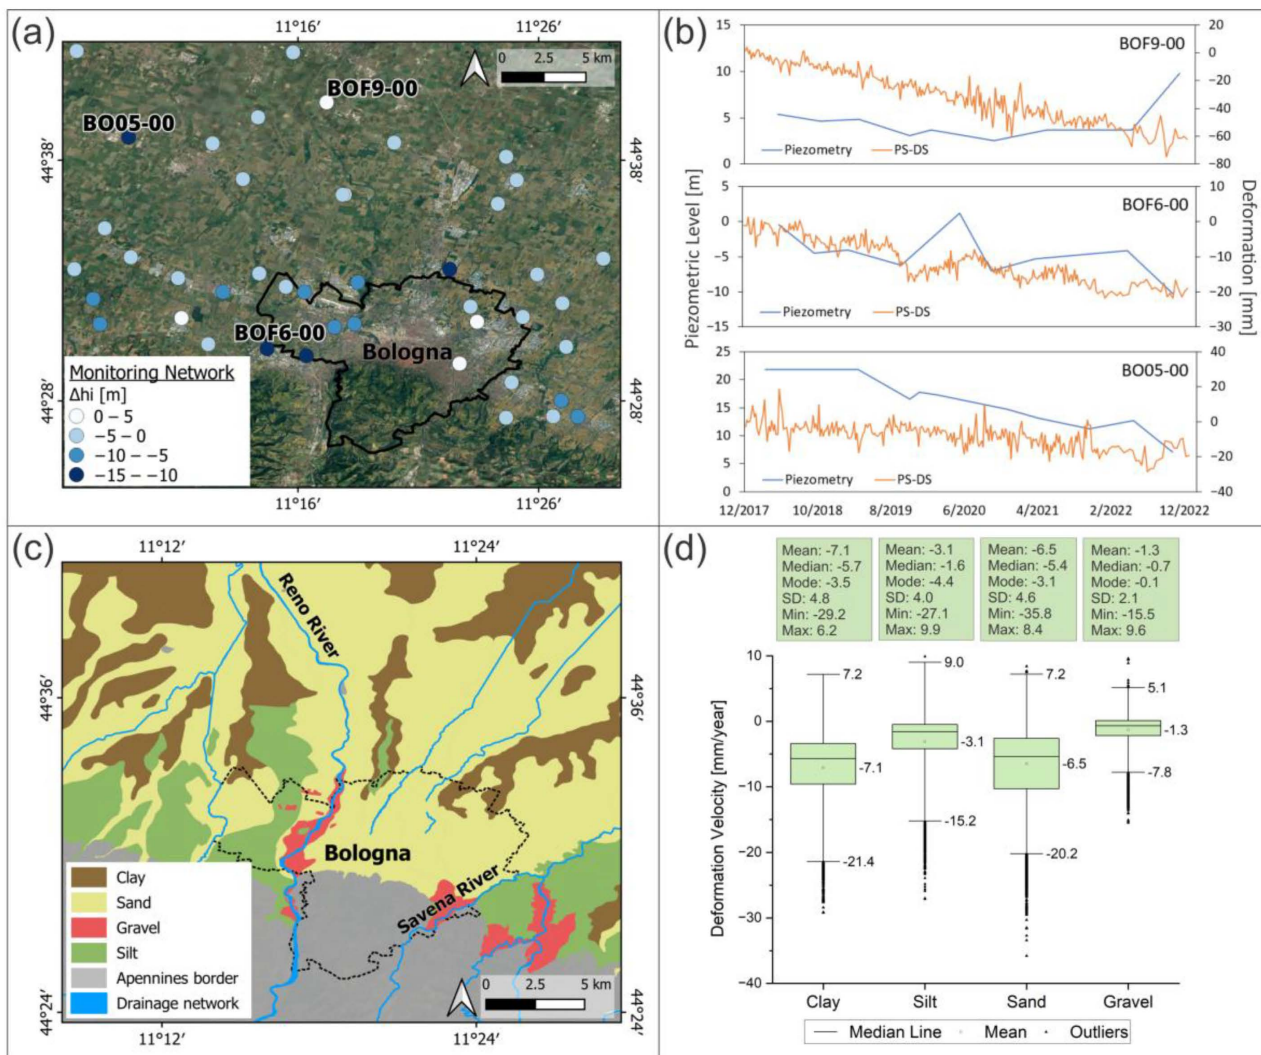 (a)
11°16′
11°26′
0 2.5 5 km
BOF9-00
BO05-00
44°38′
44°38′
BOF6-00
Bologna
Monitoring Network
Δhi [m]
0 – 5
−5 – 0
−10 – −5
−15 – −10
44°28′
44°28′
11°16′
11°26′
(b)
Piezometric Level [m]
Deformation [mm]
15
10
5
0
20
0
−20
−40
−60
−80
BOF9-00
Piezometry
PS-DS
5
0
−5
−10
−15
10
0
−10
−20
−30
BOF6-00
Piezometry
PS-DS
25
20
15
10
5
0
40
20
0
−20
−40
BO05-00
Piezometry
PS-DS
12/2017 10/2018 8/2019 6/2020 4/2021 2/2022 12/2022
(c)
11°12′
11°24′
Reno River
44°36′
44°36′
Bologna
Savena River
Clay
Sand
Gravel
Silt
Apennines border
Drainage network
0 2.5 5 km
44°24′
44°24′
11°12′
11°24′
(d)
Mean: -7.1
Median: -5.7
Mode: -3.5
SD: 4.8
Min: -29.2
Max: 6.2
Mean: -3.1
Median: -1.6
Mode: -4.4
SD: 4.0
Min: -27.1
Max: 9.9
Mean: -6.5
Median: -5.4
Mode: -3.1
SD: 4.6
Min: -35.8
Max: 8.4
Mean: -1.3
Median: -0.7
Mode: -0.1
SD: 2.1
Min: -15.5
Max: 9.6
Deformation Velocity [mm/year]
10
0
−10
−20
−30
−40
7.2
-7.1
-21.4
9.0
-3.1
-15.2
7.2
-6.5
-20.2
5.1
-1.3
-7.8
Clay Silt Sand Gravel
Median Line Mean Outliers